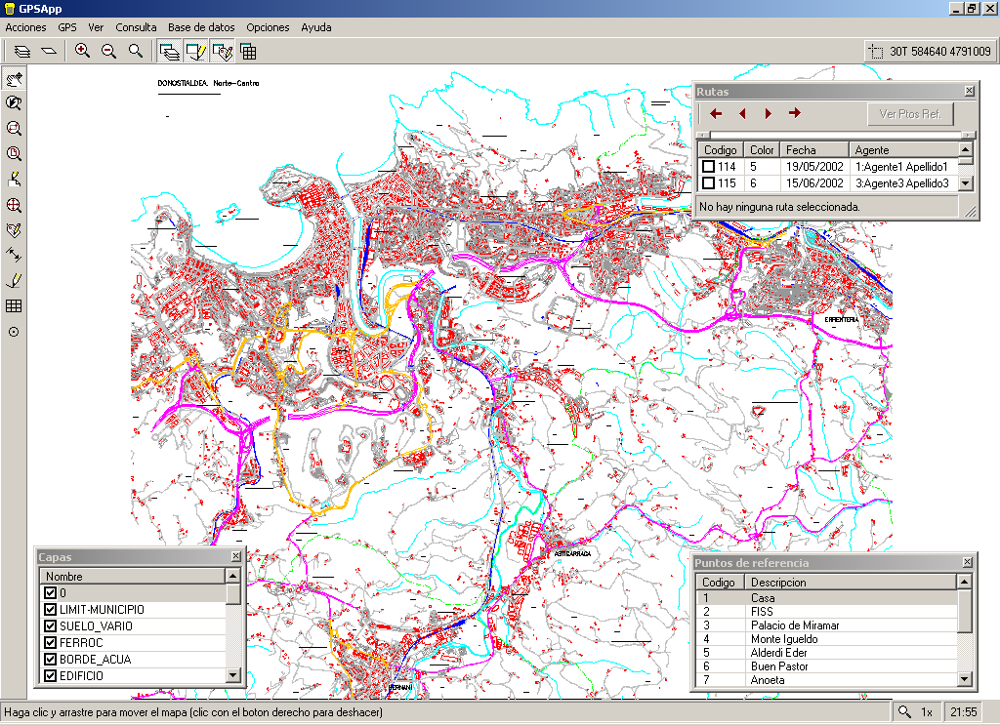 GPSApp
Acciones GPS Ver Consulta Base de datos Opciones Ayuda
30T 584640 4791009
DONOSTIALDEA. Norte-Centro
Rutas
Ver Ptos Ref.
Codigo Color Fecha Agente
114 5 19/05/2002 1:Agente1 Apellido1
115 6 15/06/2002 3:Agente3 Apellido3
No hay ninguna ruta seleccionada.
ERRENTERIA
ASTIGARRAGA
HERNANI
Capas
Nombre
0
LIMIT-MUNICIPIO
SUELO_VARIO
FERROC
BORDE_ACUA
EDIFICIO
Puntos de referencia
Codigo Descripcion
1 Casa
2 FISS
3 Palacio de Miramar
4 Monte Igueldo
5 Alderdi Eder
6 Buen Pastor
7 Anoeta
Haga clic y arrastre para mover el mapa (clic con el boton derecho para deshacer)
1x
21:55